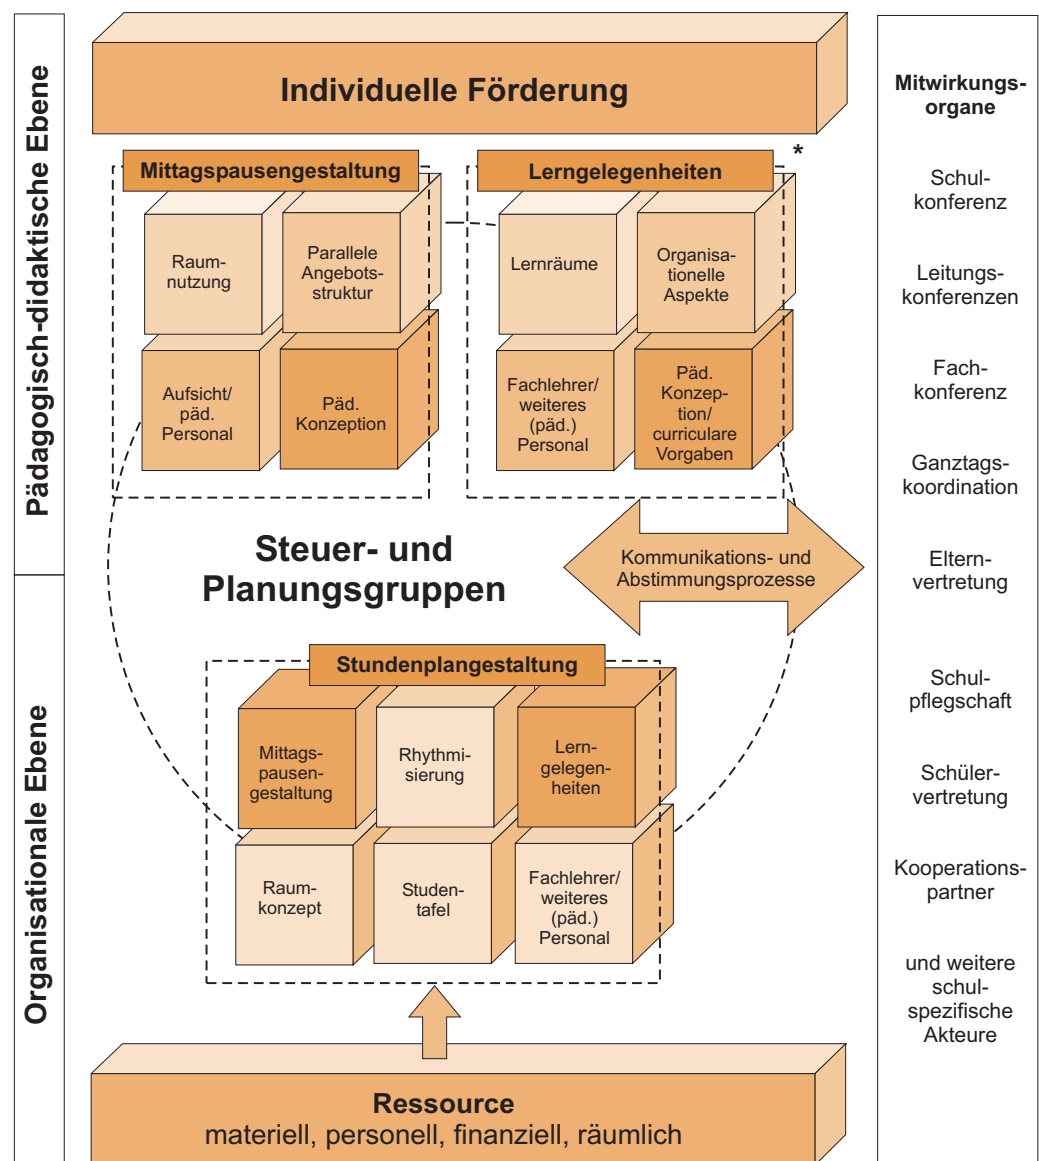 Pädagogisch-didaktische Ebene
Organisationale Ebene
Individuelle Förderung
*
Mittagspausengestaltung
Raum-
nutzung
Parallele
Angebots-
struktur
Aufsicht/
päd.
Personal
Päd.
Konzeption
Lerngelegenheiten
Lernräume
Organisa-
tionelle
Aspekte
Fachlehrer/
weiteres
(päd.)
Personal
Päd.
Konzep-
tion/
curriculare
Vorgaben
Steuer- und
Planungsgruppen
Kommunikations- und
Abstimmungsprozesse
Stundenplangestaltung
Mittags-
pausen-
gestaltung
Rhythmi-
sierung
Lern-
gelegen-
heiten
Raum-
konzept
Studen-
tafel
Fachlehrer/
weiteres
(päd.)
Personal
Ressource
materiell, personell, finanziell, räumlich
Mitwirkungs-
organe
Schul-
konferenz
Leitungs-
konferenzen
Fach-
konferenz
Ganztags-
koordination
Eltern-
vertretung
Schul-
pflegschaft
Schüler-
vertretung
Kooperations-
partner
und weitere
schul-
spezifische
Akteure